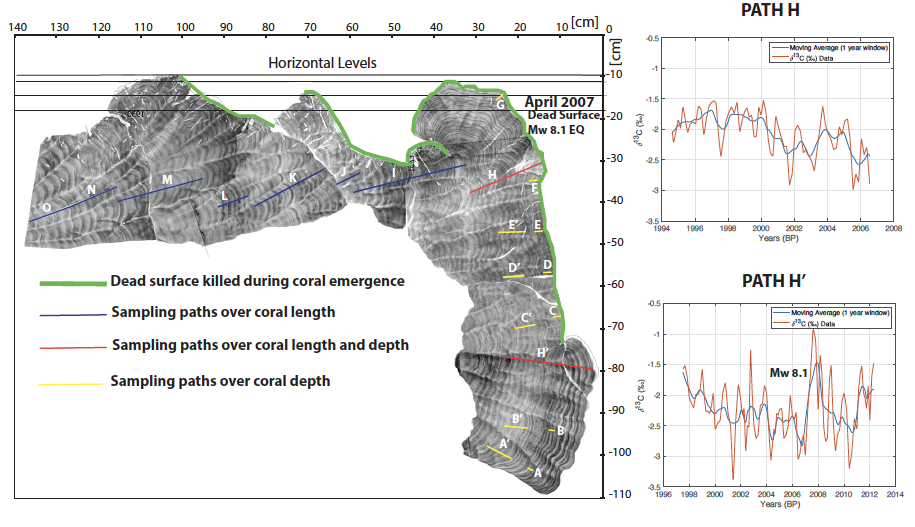 140 130 120 110 100 90 80 70 60 50 40 30 20 10 [cm] 0
[cm]
Horizontal Levels
-10
-20
-30
-40
-50
-60
-70
-80
-90
-100
-110
April 2007
Dead Surface
Mw 8.1 EQ
G
O
N
M
L
K
J
I
H
F
E'
E
D'
D
C'
C
H'
B'
B
A'
A
Dead surface killed during coral emergence
Sampling paths over coral length
Sampling paths over coral length and depth
Sampling paths over coral depth
PATH H
-0.5
-1
-1.5
-2
-2.5
-3
-3.5
δ¹³C (‰)
Moving Average (1 year window)
δ¹³C (‰) Data
1994 1996 1998 2000 2002 2004 2006 2008
Years (BP)
PATH H'
-0.5
-1
-1.5
-2
-2.5
-3
-3.5
δ¹³C (‰)
Moving Average (1 year window)
δ¹³C (‰) Data
Mw 8.1
1996 1998 2000 2002 2004 2006 2008 2010 2012 2014
Years (BP)